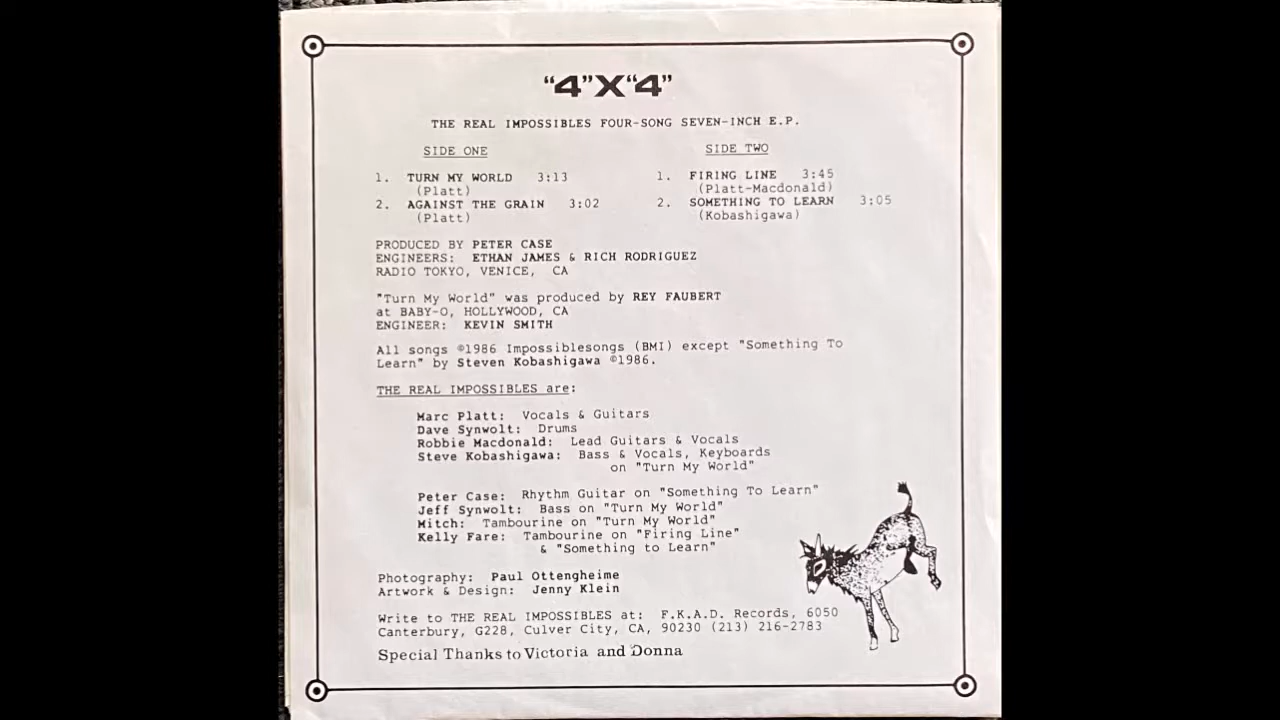 "4"X"4"
THE REAL IMPOSSIBLES FOUR-SONG SEVEN-INCH E.P.
SIDE ONE
1. TURN MY WORLD 3:13
(Platt)
2. AGAINST THE GRAIN 3:02
(Platt)
SIDE TWO
1. FIRING LINE 3:45
(Platt-Macdonald)
2. SOMETHING TO LEARN 3:05
(Kobashigawa)
PRODUCED BY PETER CASE
ENGINEERS: ETHAN JAMES & RICH RODRIGUEZ
RADIO TOKYO, VENICE, CA
"Turn My World" was produced by REY FAUBERT
at BABY-O, HOLLYWOOD, CA
ENGINEER: KEVIN SMITH
All songs ©1986 Impossiblesongs (BMI) except "Something To
Learn" by Steven Kobashigawa ©1986.
THE REAL IMPOSSIBLES are:
Marc Platt: Vocals & Guitars
Dave Synwolt: Drums
Robbie Macdonald: Lead Guitars & Vocals
Steve Kobashigawa: Bass & Vocals, Keyboards
on "Turn My World"
Peter Case: Rhythm Guitar on "Something To Learn"
Jeff Synwolt: Bass on "Turn My World"
Mitch: Tambourine on "Turn My World"
Kelly Fare: Tambourine on "Firing Line"
& "Something to Learn"
Photography: Paul Ottengheime
Artwork & Design: Jenny Klein
Write to THE REAL IMPOSSIBLES at: F.K.A.D. Records, 6050
Canterbury, G228, Culver City, CA, 90230 (213) 216-2783
Special Thanks to Victoria and Donna